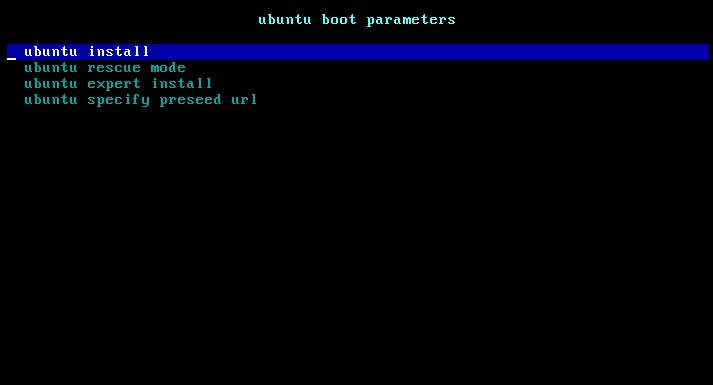 ubuntu boot parameters
ubuntu install
ubuntu rescue mode
ubuntu expert install
ubuntu specify preseed url